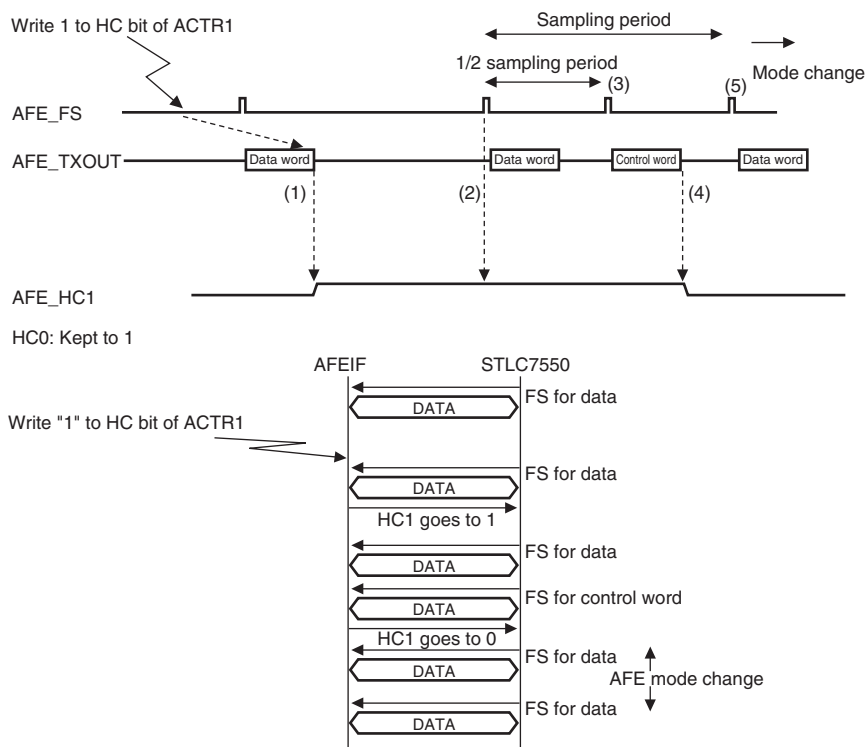 Write 1 to HC bit of ACTR1
Sampling period
1/2 sampling period
Mode change
(3)
(5)
AFE_FS
AFE_TXOUT
Data word
Data word
Control word
Data word
(1)
(2)
(4)
AFE_HC1
HC0: Kept to 1
AFEIF
STLC7550
FS for data
DATA
Write "1" to HC bit of ACTR1
FS for data
DATA
HC1 goes to 1
FS for data
DATA
FS for control word
DATA
HC1 goes to 0
FS for data
DATA
AFE mode change
FS for data
DATA